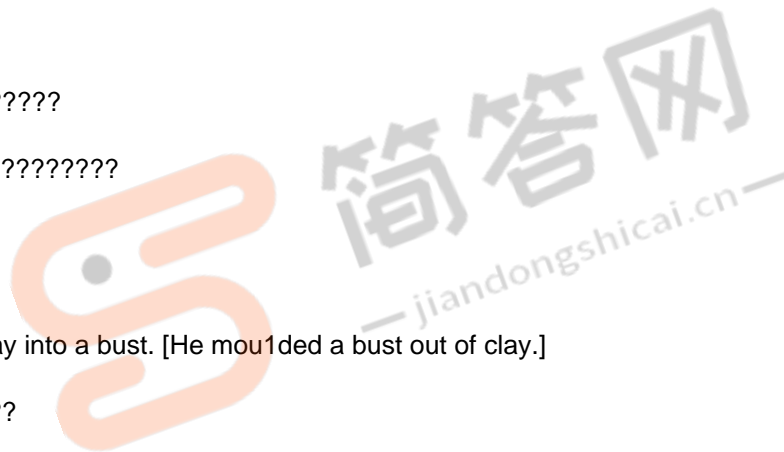 ?????
简答网
?????????
jiandongshicai.cn
ay into a bust. [He mou1ded a bust out of clay.]
??